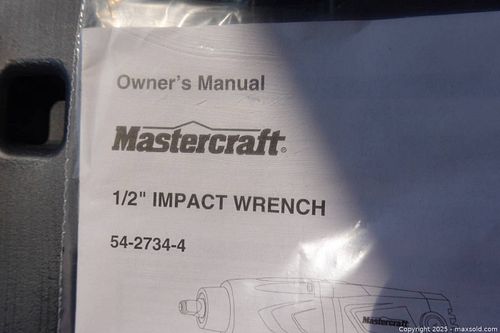 Owner's Manual
Mastercraft®
1/2" IMPACT WRENCH
54-2734-4
Mastercraft
Copyright © 2025 - maxsold.com